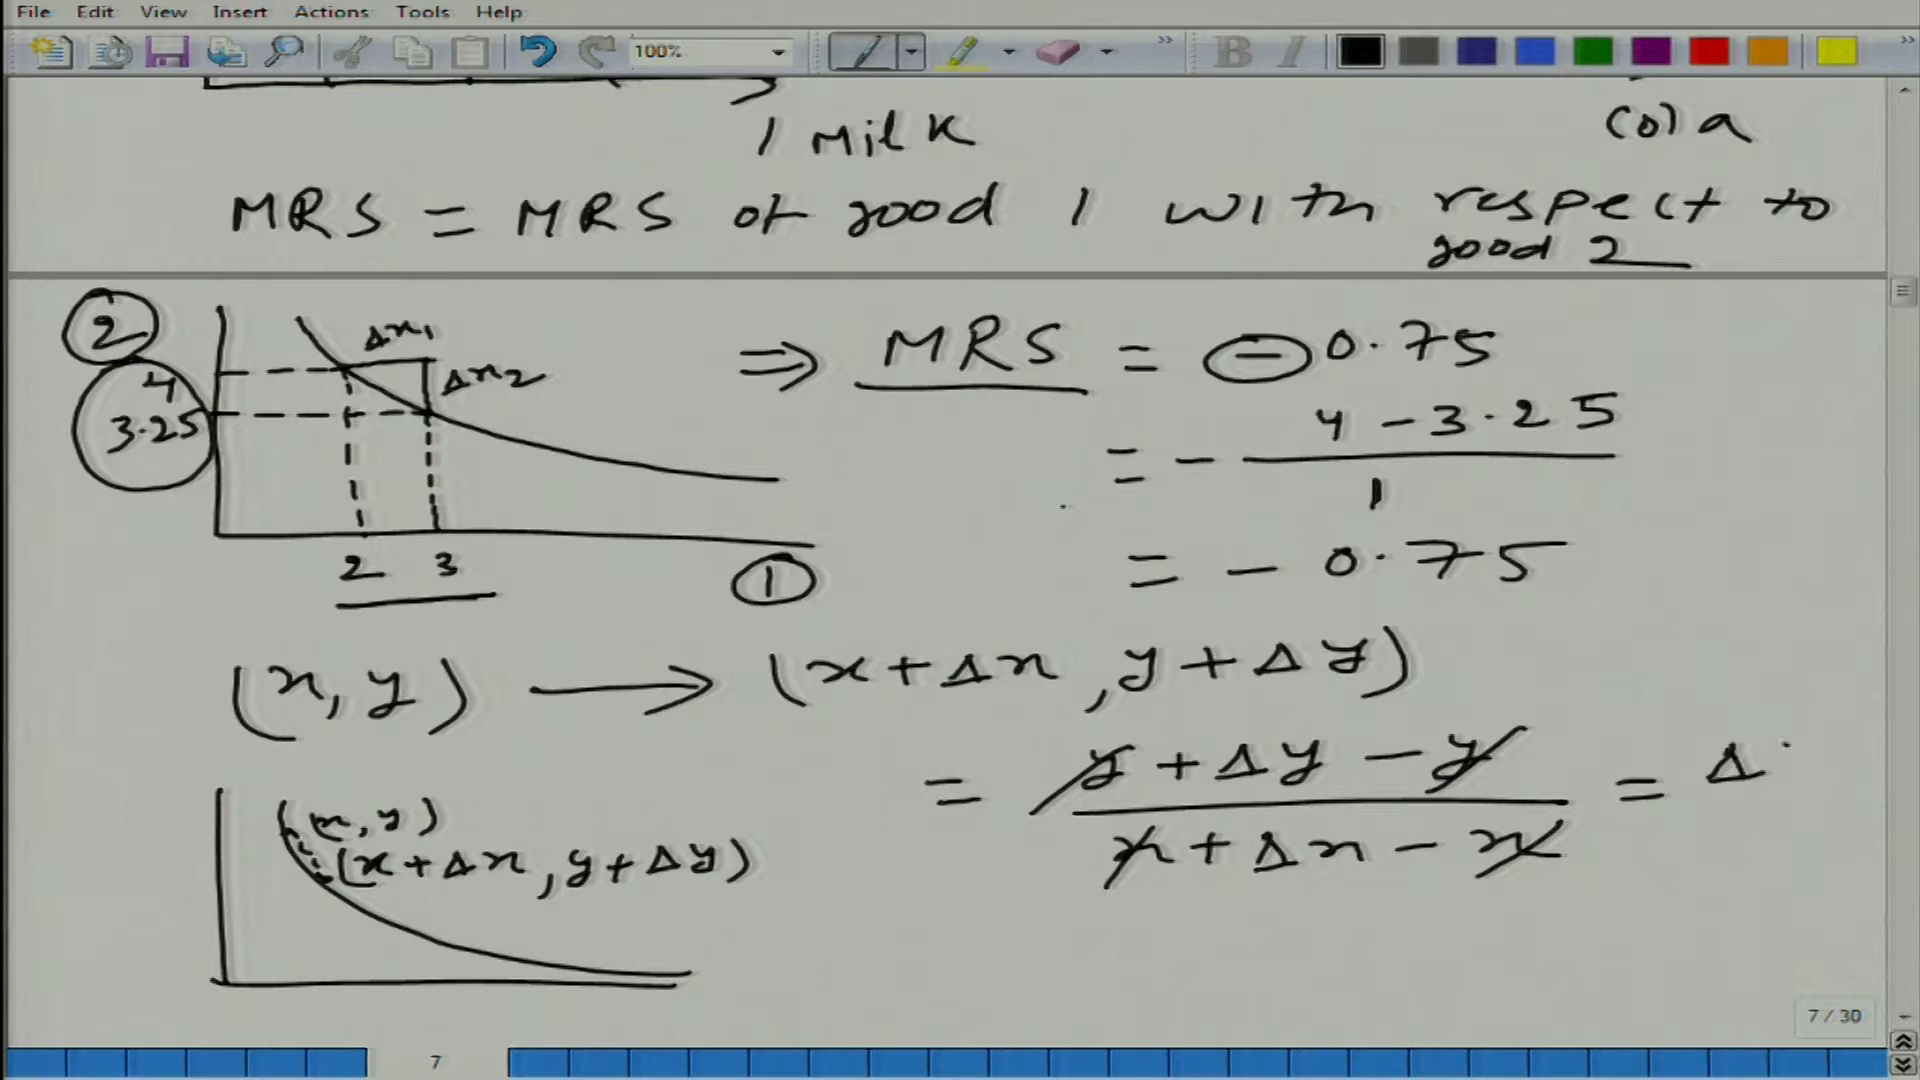 File Edit View Insert Actions Tools Help
100%
B I
1 Milk
Cola
MRS = MRS of good 1 with respect to
good 2
2
4
3.25
Δx1
Δx2
2 3
1
⇒ MRS = - 0.75
= - (4 - 3.25) / 1
= - 0.75
(x, y) → (x + Δx, y + Δy)
(x, y)
(x + Δx, y + Δy)
= (y + Δy - y) / (x + Δx - x) = Δ
7 / 30
7